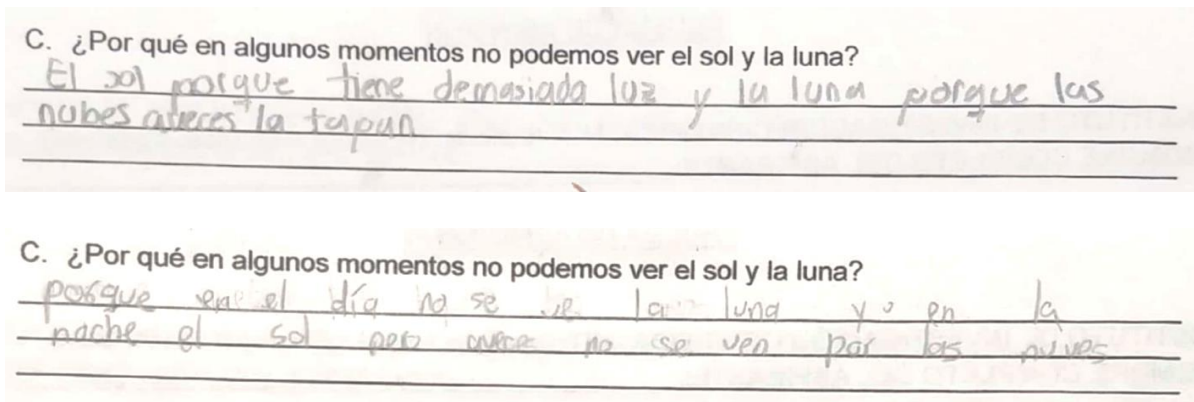 C. ¿Por qué en algunos momentos no podemos ver el sol y la luna?
El sol porque tiene demasiada luz y la luna porque las
nubes aveces la tapan
C. ¿Por qué en algunos momentos no podemos ver el sol y la luna?
porque en el día no se ve la luna y en la
noche el sol pero avece no se ven por las nuves